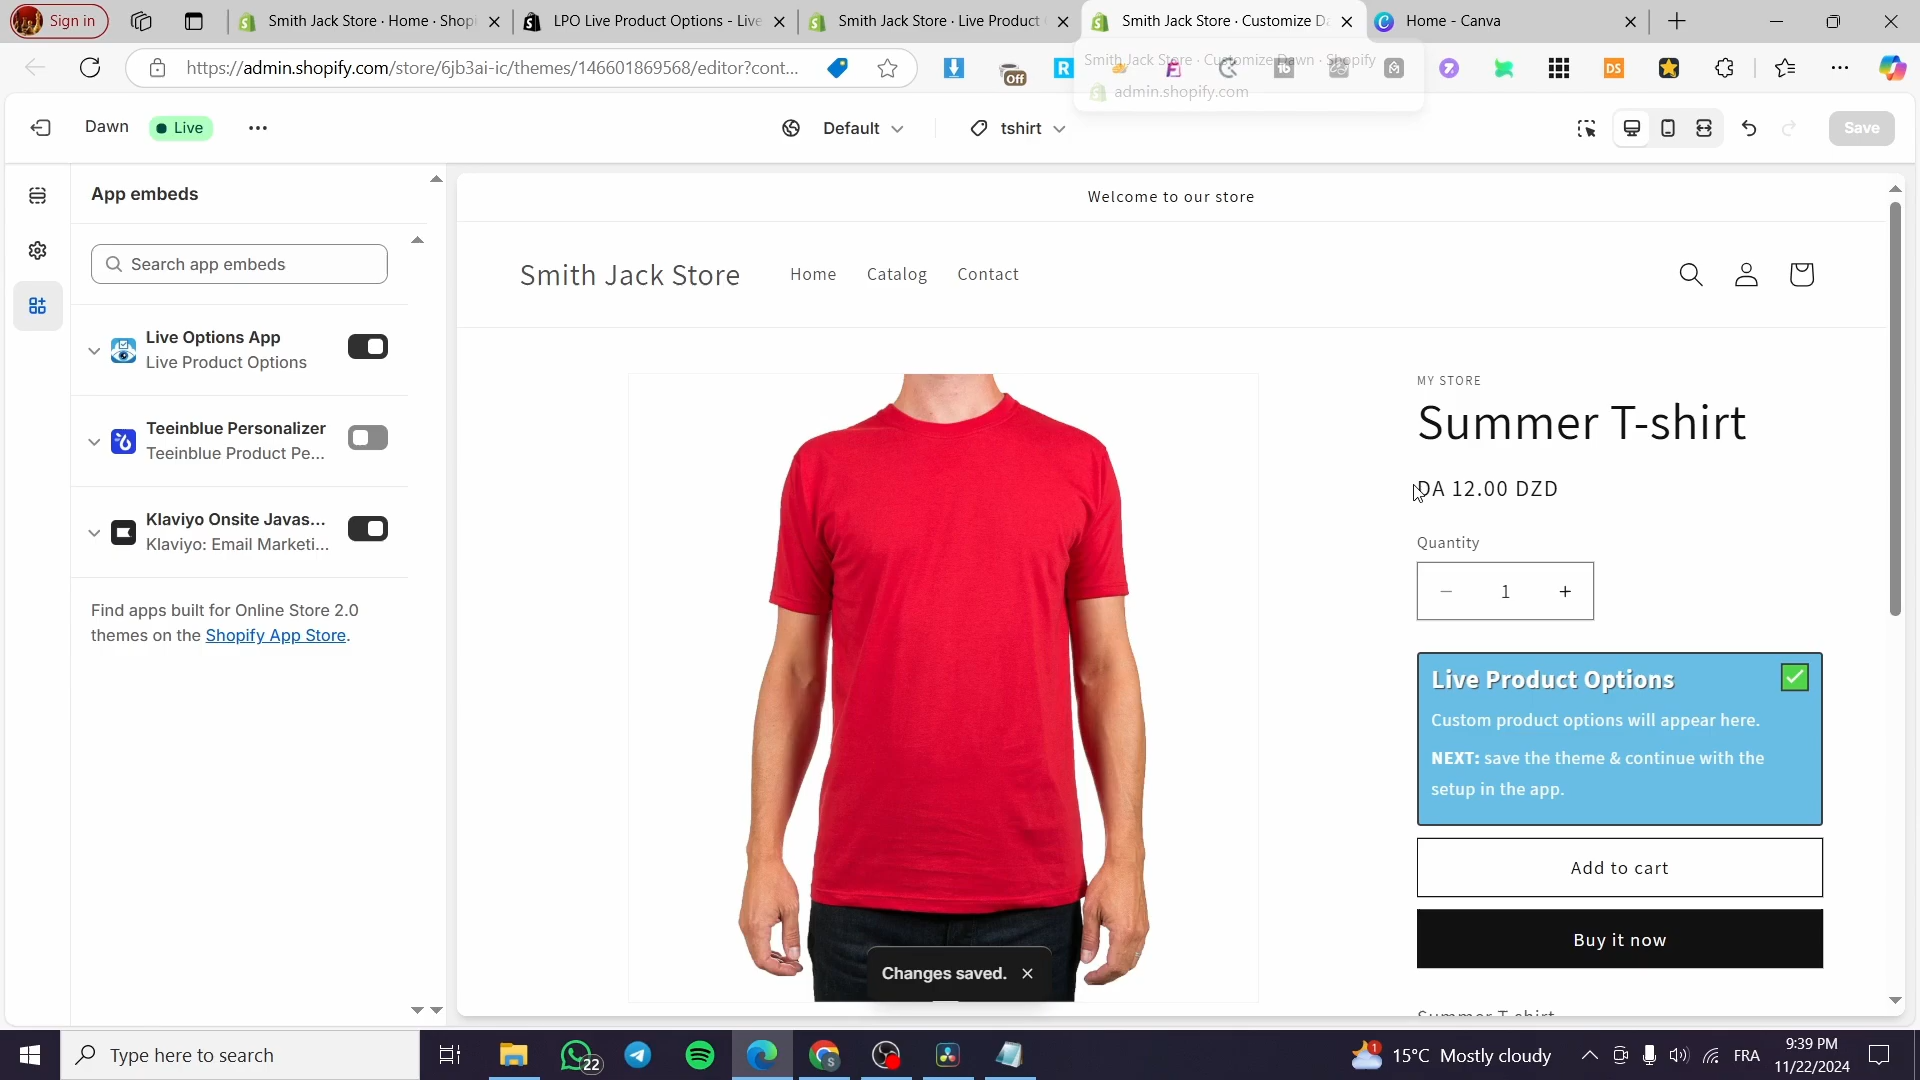 Sign in
Smith Jack Store · Home · Shopi
LPO Live Product Options - Live
Smith Jack Store · Live Product
Smith Jack Store · Customize Da
Home - Canva
https://admin.shopify.com/store/6jb3ai-ic/themes/146601869568/editor?cont...
Off
Smith Jack Store · Customize Dawn · Shopify
admin.shopify.com
Dawn
Live
Default
tshirt
Save
App embeds
Search app embeds
Live Options App
Live Product Options
Teeinblue Personalizer
Teeinblue Product Pe...
Klaviyo Onsite Javas...
Klaviyo: Email Marketi...
Find apps built for Online Store 2.0
themes on the Shopify App Store.
Welcome to our store
Smith Jack Store
Home
Catalog
Contact
MY STORE
Summer T-shirt
DA 12.00 DZD
Quantity
1
Live Product Options
Custom product options will appear here.
NEXT: save the theme & continue with the
setup in the app.
Add to cart
Buy it now
Summer T-shirt
Changes saved.
Type here to search
22
15°C Mostly cloudy
FRA
9:39 PM
11/22/2024